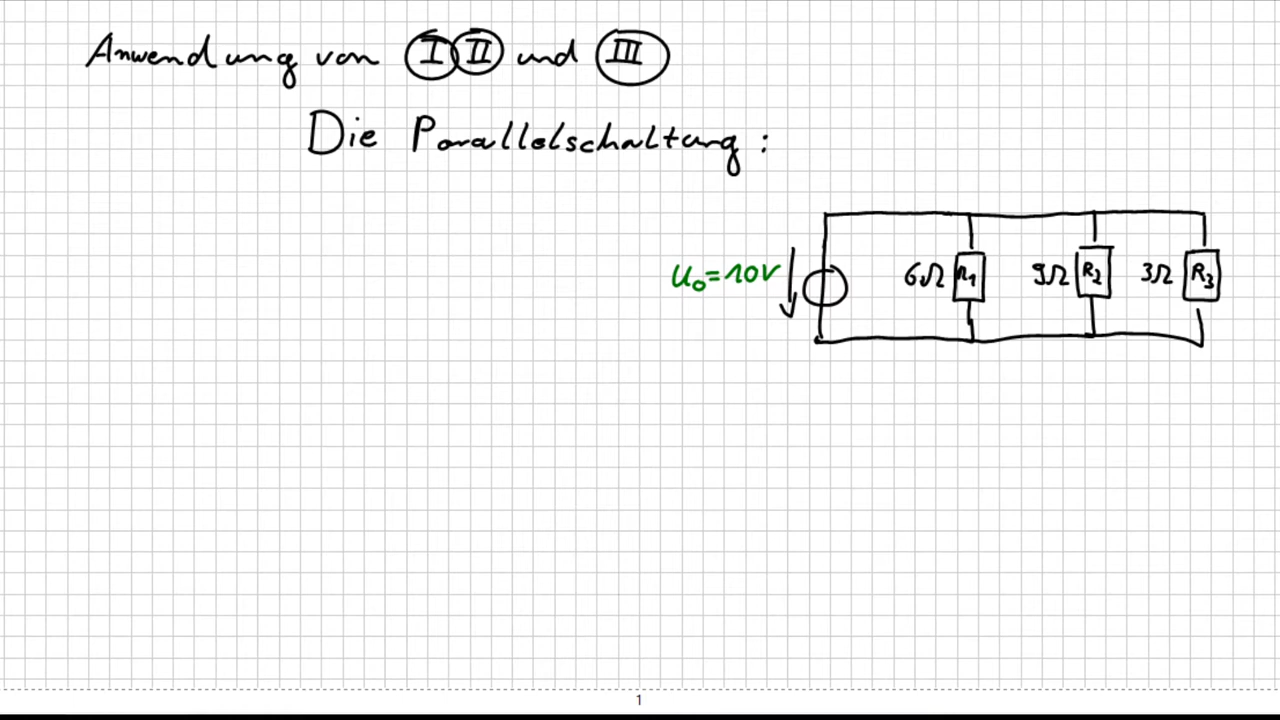 Anwendung von I II und III
Die Parallelschaltung:
U₀=10V 6Ω R₁ 9Ω R₂ 3Ω R₃
1